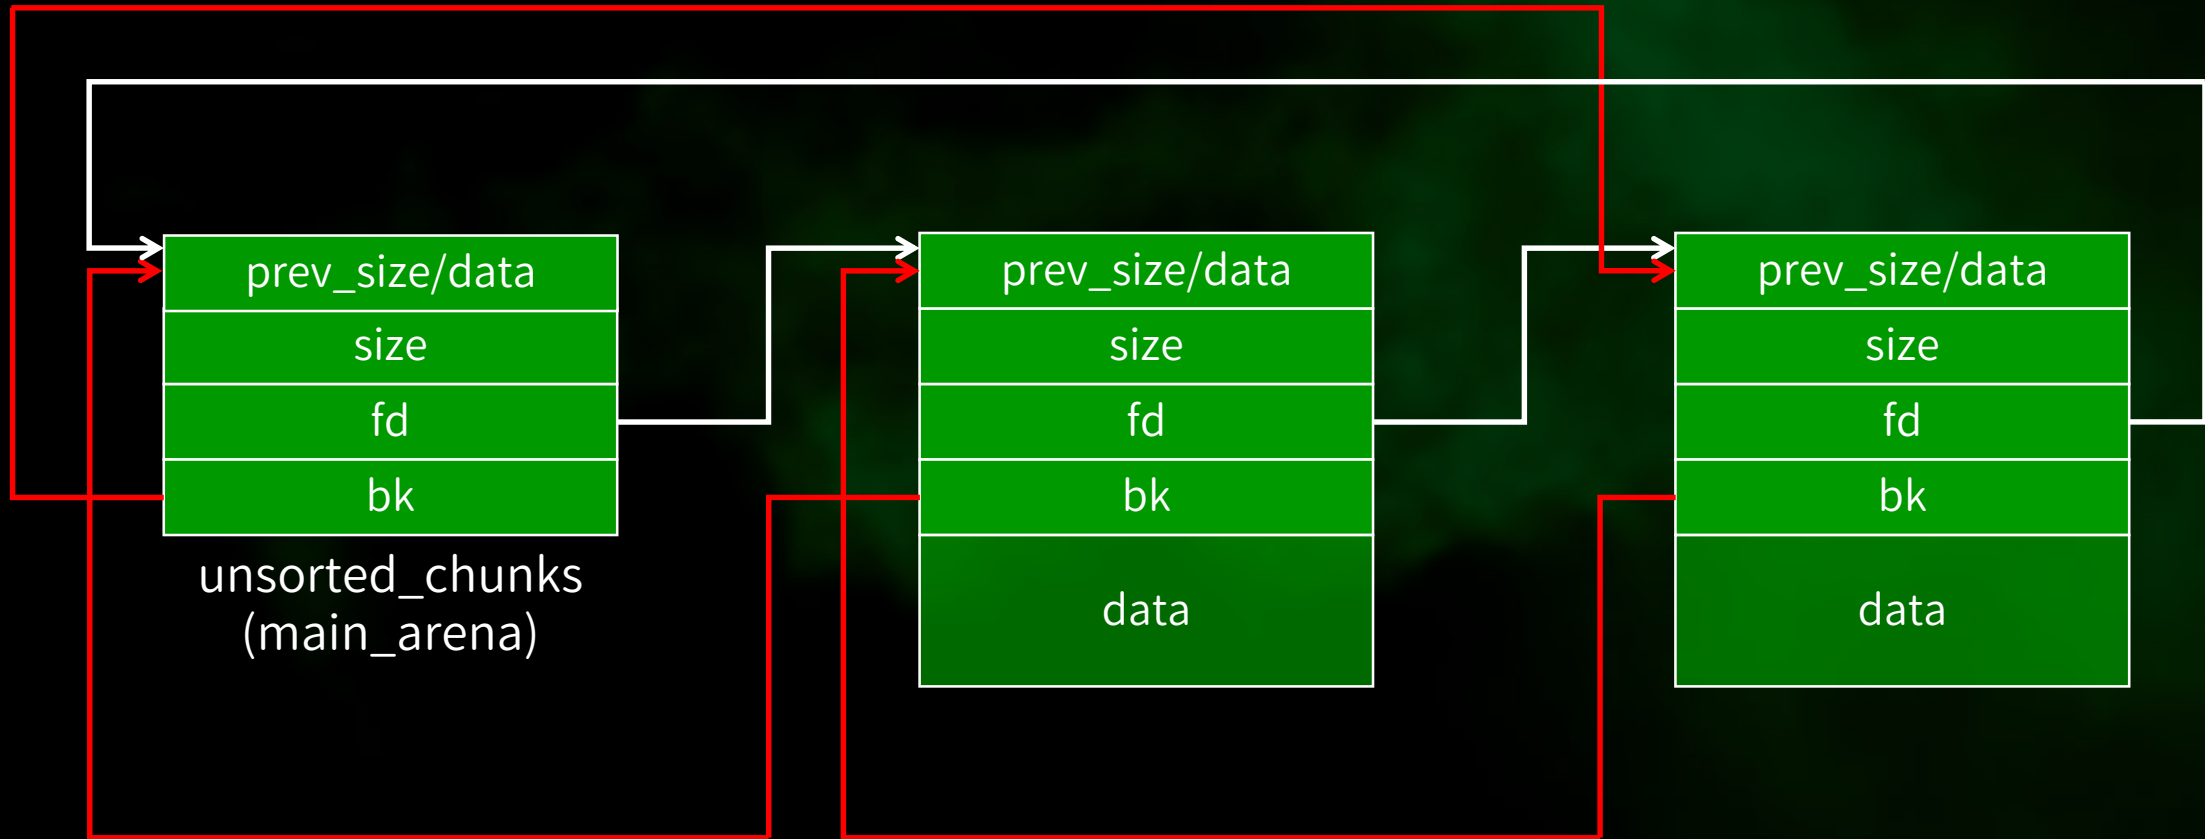 prev_size/data
size
fd
bk
unsorted_chunks
(main_arena)
prev_size/data
size
fd
bk
data
prev_size/data
size
fd
bk
data